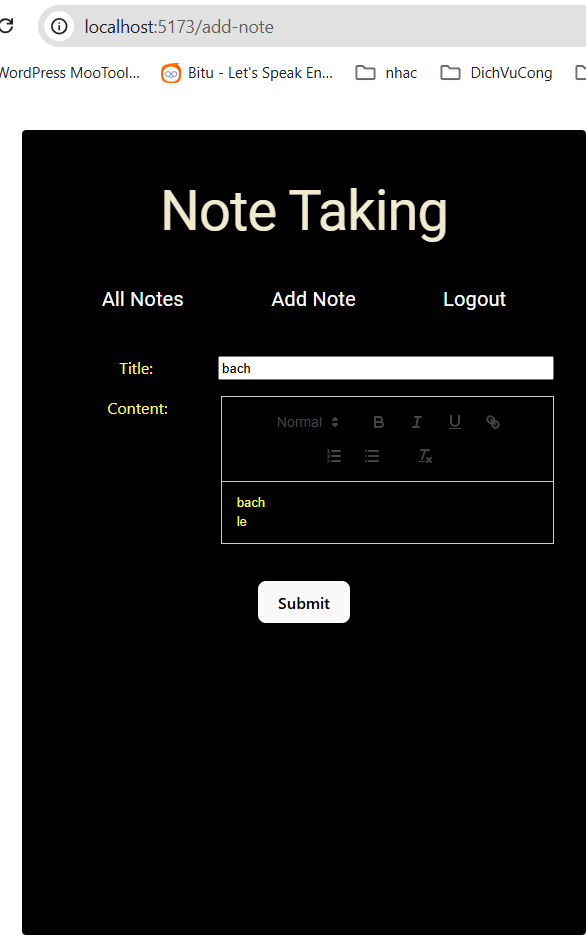 localhost:5173/add-note
WordPress MooTool... Bitu - Let's Speak En... nhac DichVuCong
Note Taking
All Notes Add Note Logout
Title: bach
Content: Normal B I U
bach
le
Submit